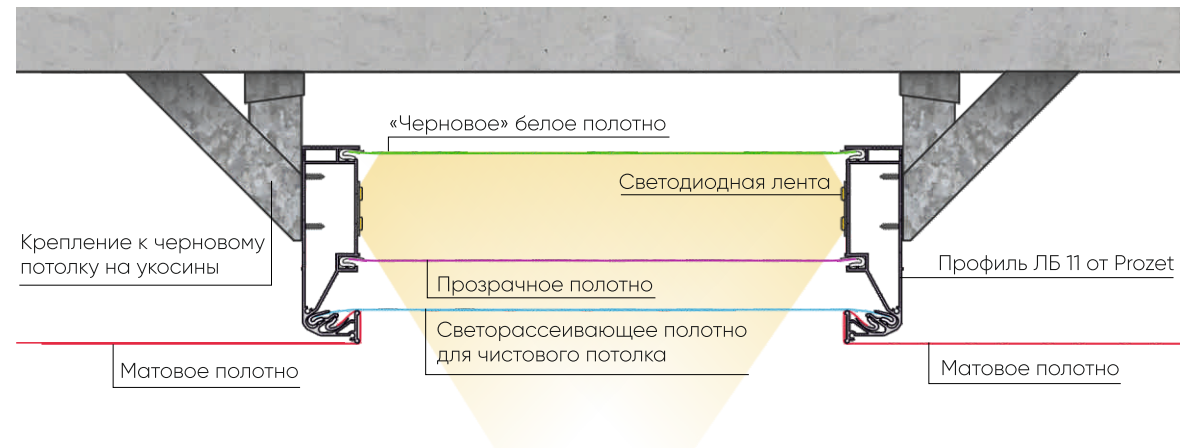 «Черновое» белое полотно
Светодиодная лента
Крепление к черновому
потолку на укосины
Профиль ЛБ 11 от Prozet
Прозрачное полотно
Светорассеивающее полотно
для чистового потолка
Матовое полотно
Матовое полотно